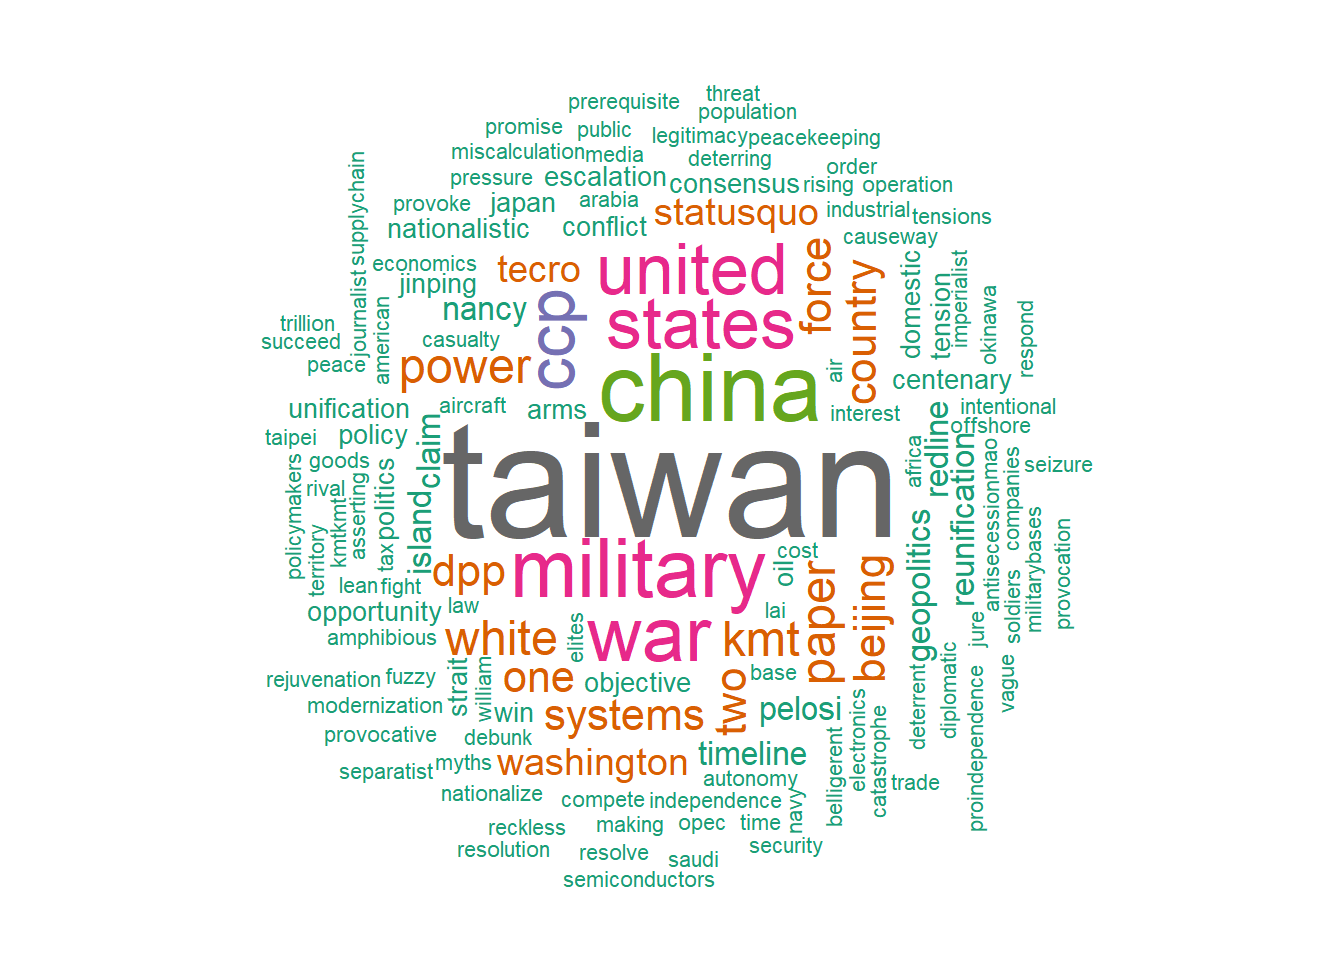 threat
prerequisite
population
promise
public
legitimacy
peacekeeping
miscalculation
media
deterring
order
pressure
escalation
consensus
rising
operation
supplychain
provoke
japan
arabia
statusquo
industrial
tensions
nationalistic
conflict
causeway
economics
tecro
united
force
country
domestic
tension
imperialist
jinping
journalist
american
nancy
ccp
states
okinawa
respond
trillion
succeed
casualty
peace
power
china
air
centenary
unification
aircraft
arms
interest
intentional
offshore
taipei
policy
claim
taiwan
africa
redline
reunification
mao
companies
seizure
goods
policymakers
rival
kmtkmt
asserting
politics
island
antisecession
territory
tax
lean
fight
dpp
military
cost
oil
paper
beijing
geopolitics
soldiers
militarybases
provocation
opportunity
law
lai
jure
amphibious
white
elites
war
kmt
rejuvenation
fuzzy
strait
william
one
objective
two
base
deterrent
diplomatic
vague
modernization
win
systems
pelosi
provocative
debunk
electronics
separatist
myths
washington
timeline
autonomy
belligerent
catastrophe
trade
proindependence
nationalize
compete
independence
navy
reckless
making
opec
time
resolution
resolve
saudi
security
semiconductors